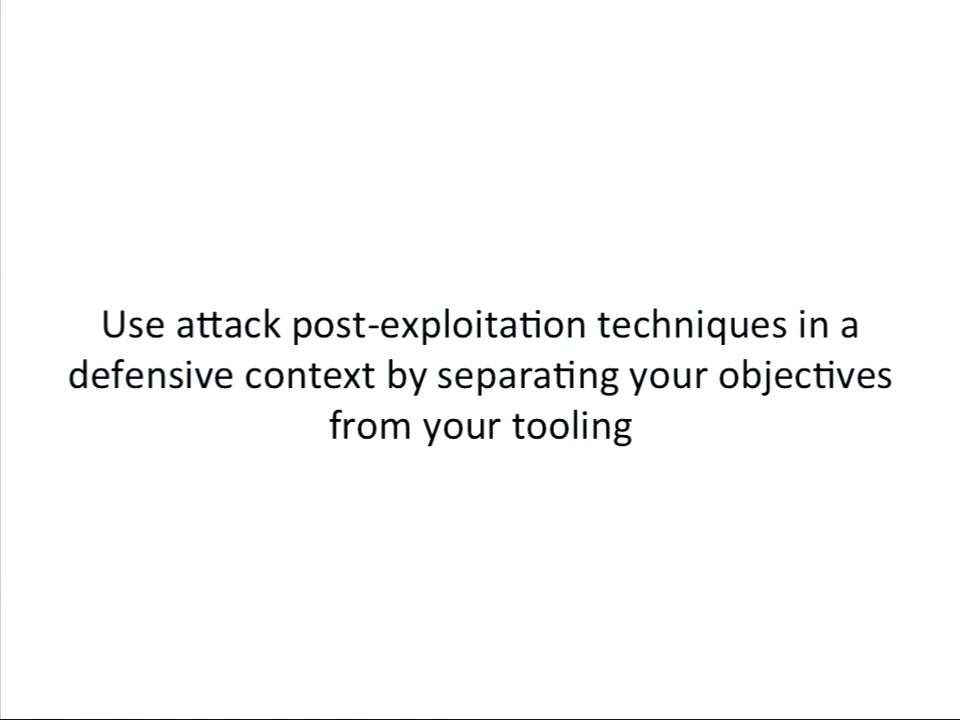 Use attack post-exploitation techniques in a
defensive context by separating your objectives
from your tooling